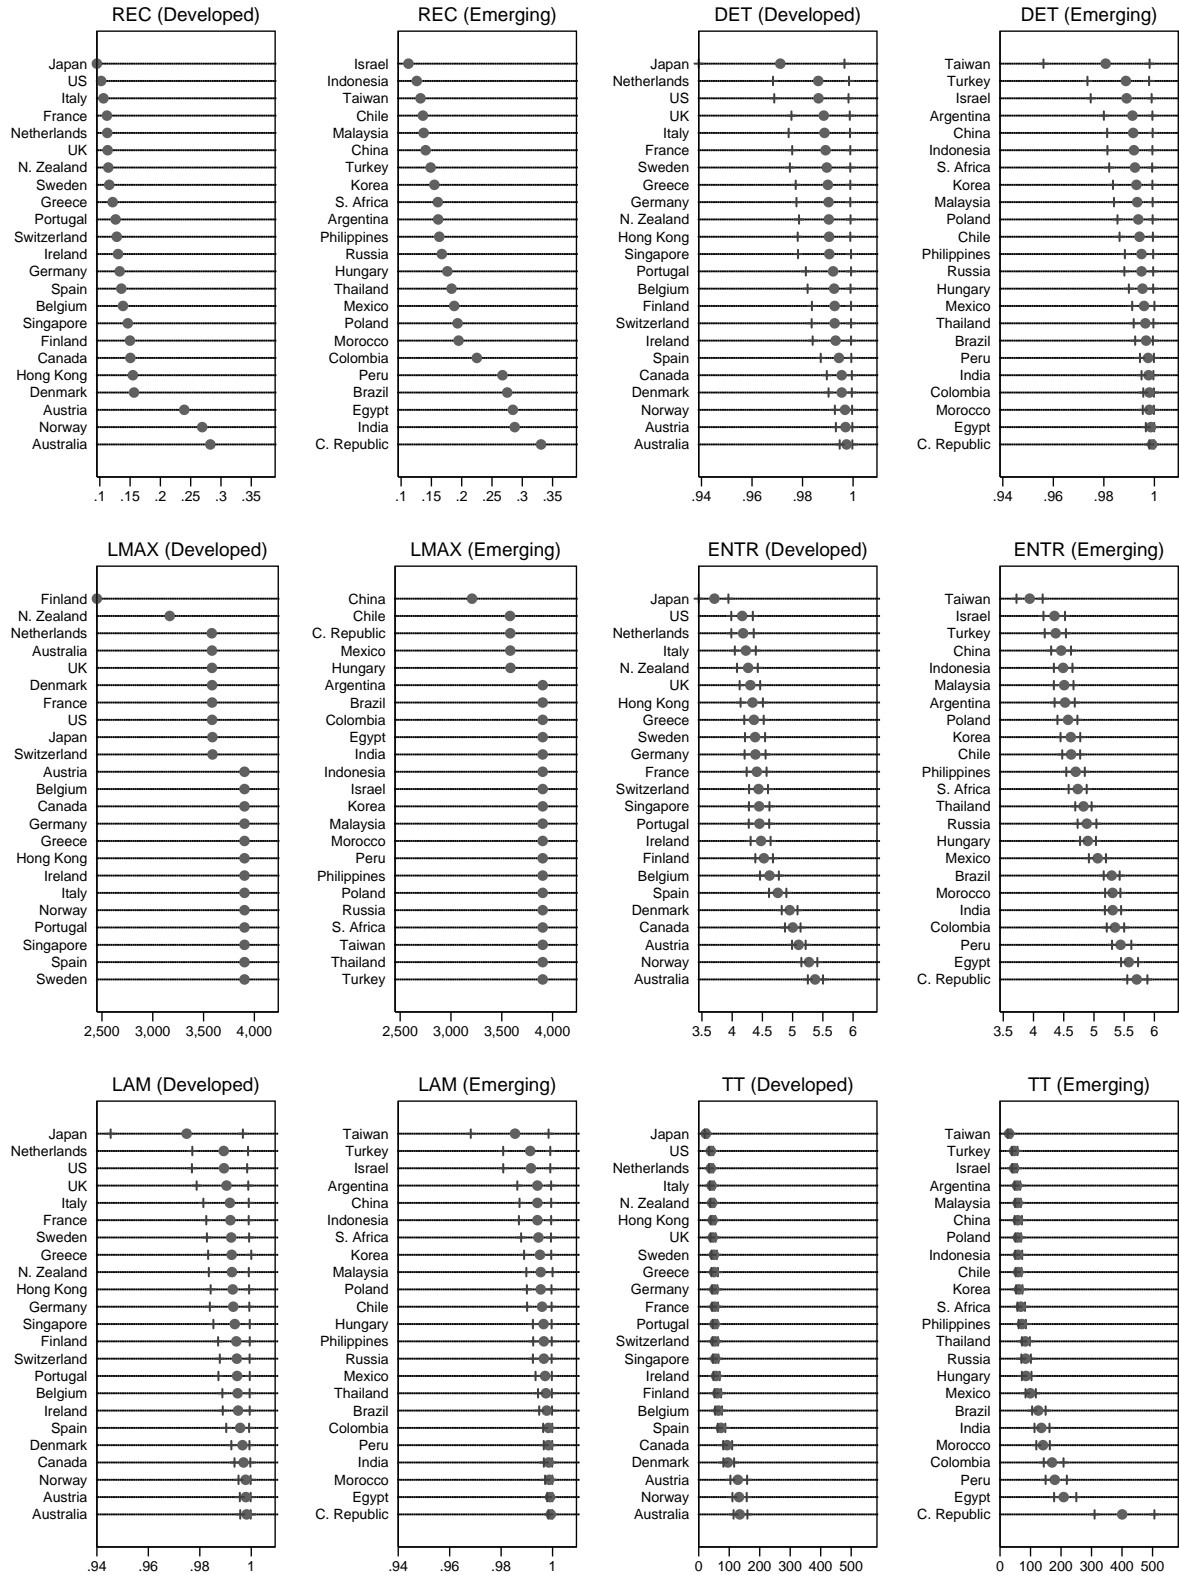 REC (Developed)
Japan
US
Italy
France
Netherlands
UK
N. Zealand
Sweden
Greece
Portugal
Switzerland
Ireland
Germany
Spain
Belgium
Singapore
Finland
Canada
Hong Kong
Denmark
Austria
Norway
Australia
.1 .15 .2 .25 .3 .35
REC (Emerging)
Israel
Indonesia
Taiwan
Chile
Malaysia
China
Turkey
Korea
S. Africa
Argentina
Philippines
Russia
Hungary
Thailand
Mexico
Poland
Morocco
Colombia
Peru
Brazil
Egypt
India
C. Republic
.1 .15 .2 .25 .3 .35
DET (Developed)
Japan
Netherlands
US
UK
Italy
France
Sweden
Greece
Germany
N. Zealand
Hong Kong
Singapore
Portugal
Belgium
Finland
Switzerland
Ireland
Spain
Canada
Denmark
Norway
Austria
Australia
.94 .96 .98 1
DET (Emerging)
Taiwan
Turkey
Israel
Argentina
China
Indonesia
S. Africa
Korea
Malaysia
Poland
Chile
Philippines
Russia
Hungary
Mexico
Thailand
Brazil
Peru
India
Colombia
Morocco
Egypt
C. Republic
.94 .96 .98 1
LMAX (Developed)
Finland
N. Zealand
Netherlands
Australia
UK
Denmark
France
US
Japan
Switzerland
Austria
Belgium
Canada
Germany
Greece
Hong Kong
Ireland
Italy
Norway
Portugal
Singapore
Spain
Sweden
2,500 3,000 3,500 4,000
LMAX (Emerging)
China
Chile
C. Republic
Mexico
Hungary
Argentina
Brazil
Colombia
Egypt
India
Indonesia
Israel
Korea
Malaysia
Morocco
Peru
Philippines
Poland
Russia
S. Africa
Taiwan
Thailand
Turkey
2,500 3,000 3,500 4,000
ENTR (Developed)
Japan
US
Netherlands
Italy
N. Zealand
UK
Hong Kong
Greece
Sweden
Germany
France
Switzerland
Singapore
Portugal
Ireland
Finland
Belgium
Spain
Denmark
Canada
Austria
Norway
Australia
3.5 4 4.5 5 5.5 6
ENTR (Emerging)
Taiwan
Israel
Turkey
China
Indonesia
Malaysia
Argentina
Poland
Korea
Chile
Philippines
S. Africa
Thailand
Russia
Hungary
Mexico
Brazil
Morocco
India
Colombia
Peru
Egypt
C. Republic
3.5 4 4.5 5 5.5 6
LAM (Developed)
Japan
Netherlands
US
UK
Italy
France
Sweden
Greece
N. Zealand
Hong Kong
Germany
Singapore
Finland
Switzerland
Portugal
Belgium
Ireland
Spain
Denmark
Canada
Norway
Austria
Australia
.94 .96 .98 1
LAM (Emerging)
Taiwan
Turkey
Israel
Argentina
China
Indonesia
S. Africa
Korea
Malaysia
Poland
Chile
Hungary
Philippines
Russia
Mexico
Thailand
Brazil
Colombia
Peru
India
Morocco
Egypt
C. Republic
.94 .96 .98 1
TT (Developed)
Japan
US
Netherlands
Italy
N. Zealand
Hong Kong
UK
Sweden
Greece
Germany
France
Portugal
Switzerland
Singapore
Ireland
Finland
Belgium
Spain
Canada
Denmark
Austria
Norway
Australia
0 100 200 300 400 500
TT (Emerging)
Taiwan
Turkey
Israel
Argentina
Malaysia
China
Poland
Indonesia
Chile
Korea
S. Africa
Philippines
Thailand
Russia
Hungary
Mexico
Brazil
India
Morocco
Colombia
Peru
Egypt
C. Republic
0 100 200 300 400 500